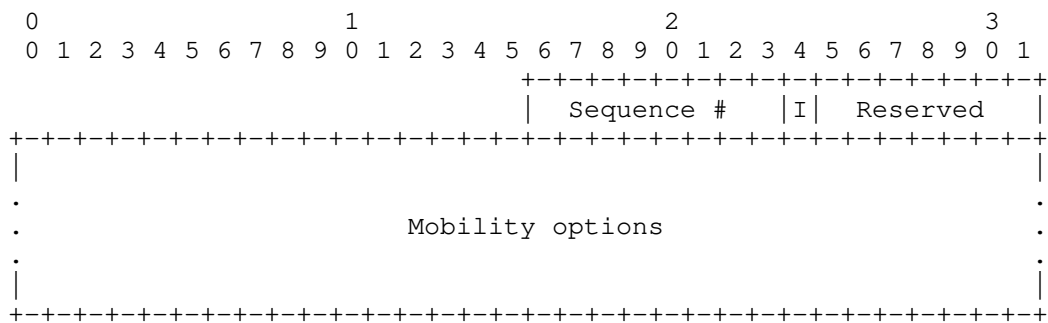 0 1 2 3
0 1 2 3 4 5 6 7 8 9 0 1 2 3 4 5 6 7 8 9 0 1 2 3 4 5 6 7 8 9 0 1
+-+-+-+-+-+-+-+-+-+-+-+-+-+-+-+-+
| Sequence # |I| Reserved |
+-+-+-+-+-+-+-+-+-+-+-+-+-+-+-+-+-+-+-+-+-+-+-+-+-+-+-+-+-+-+-+-+
| |
. .
. Mobility options .
. .
| |
+-+-+-+-+-+-+-+-+-+-+-+-+-+-+-+-+-+-+-+-+-+-+-+-+-+-+-+-+-+-+-+-+